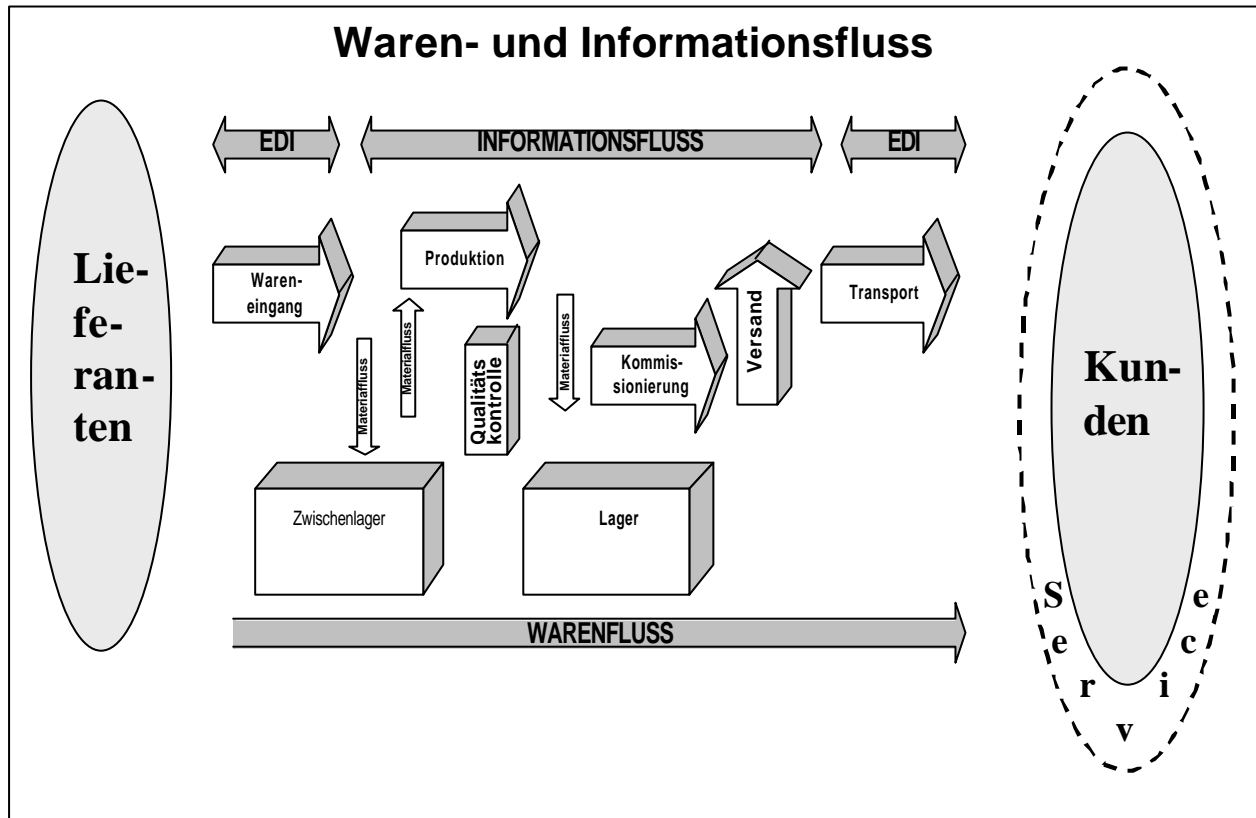 Waren- und Informationsfluss
EDI
INFORMATIONSFLUSS
EDI
Lie-
fe-
ran-
ten
Waren-
eingang
Produktion
Materialfluss
Materialfluss
Qualitäts
kontrolle
Materialfluss
Kommis-
sionierung
Versand
Transport
Kun-
den
Zwischenlager
Lager
WARENFLUSS
Service